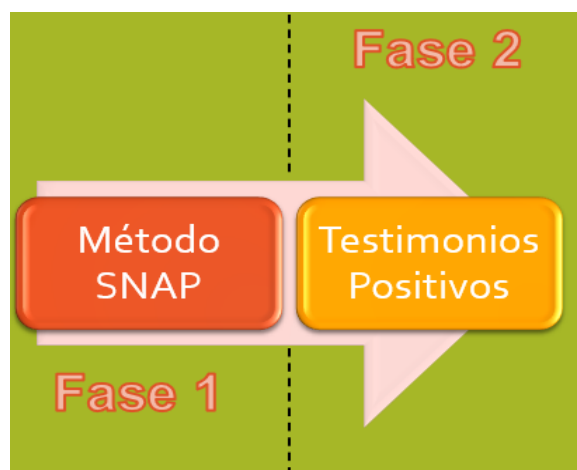 Fase 2
Método
SNAP
Testimonios
Positivos
Fase 1